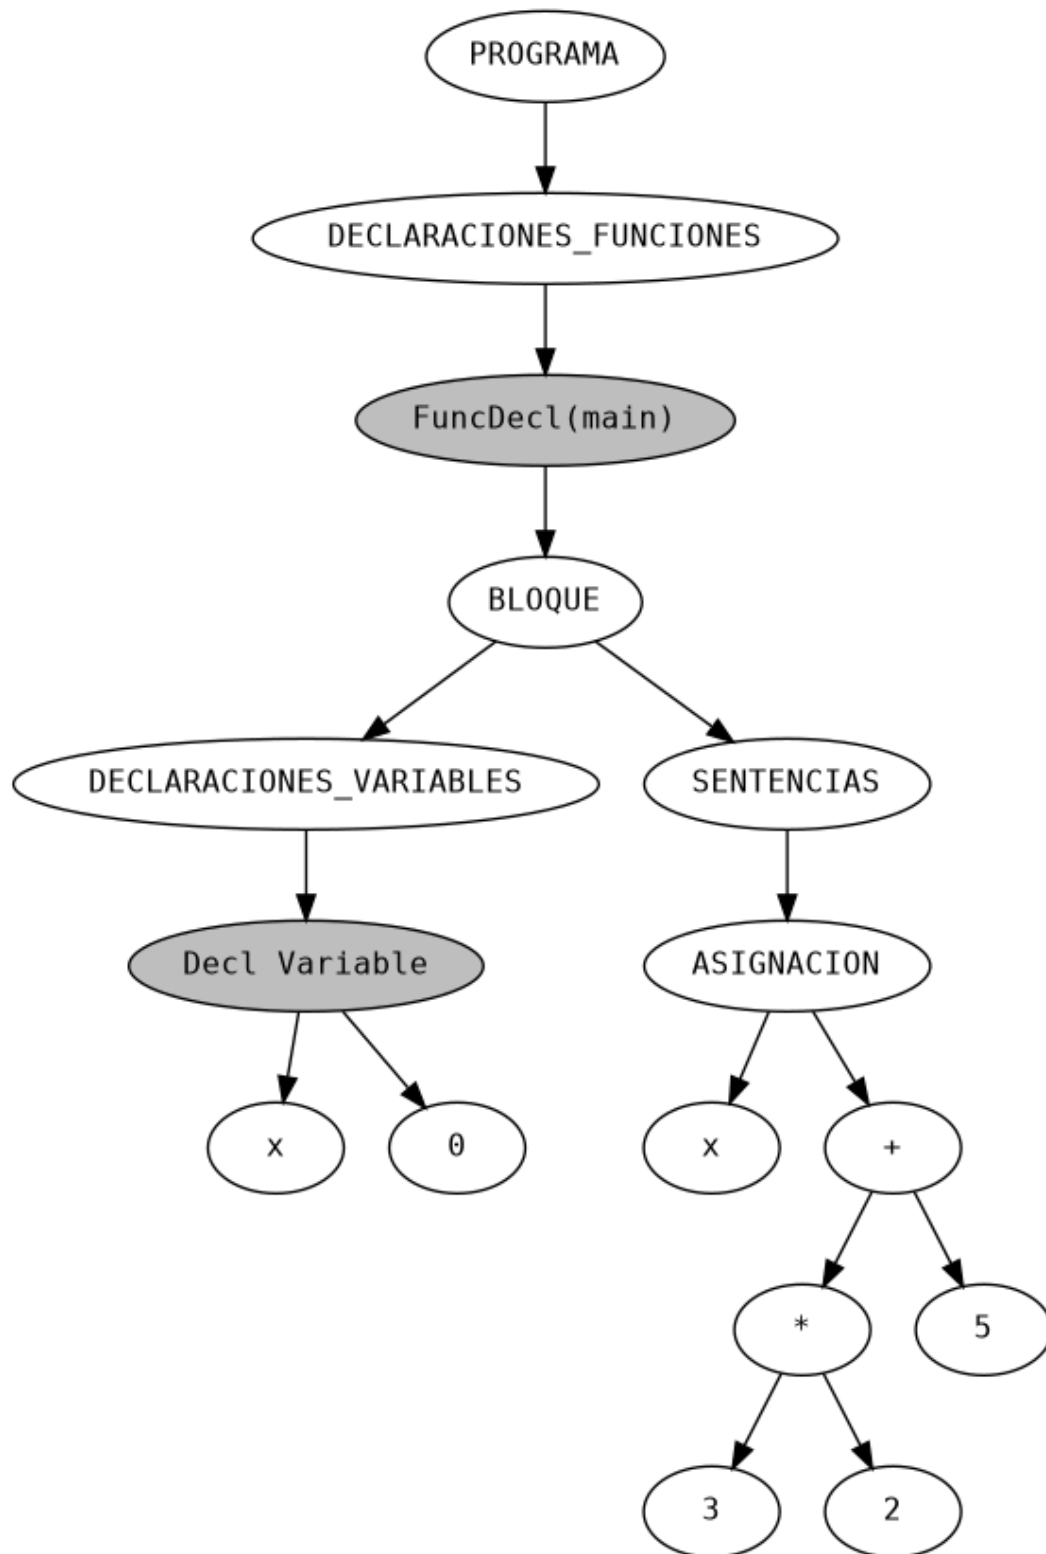 PROGRAMA
DECLARACIONES_FUNCIONES
FuncDecl(main)
BLOQUE
DECLARACIONES_VARIABLES
SENTENCIAS
Decl Variable
ASIGNACION
x
0
x
+
*
5
3
2